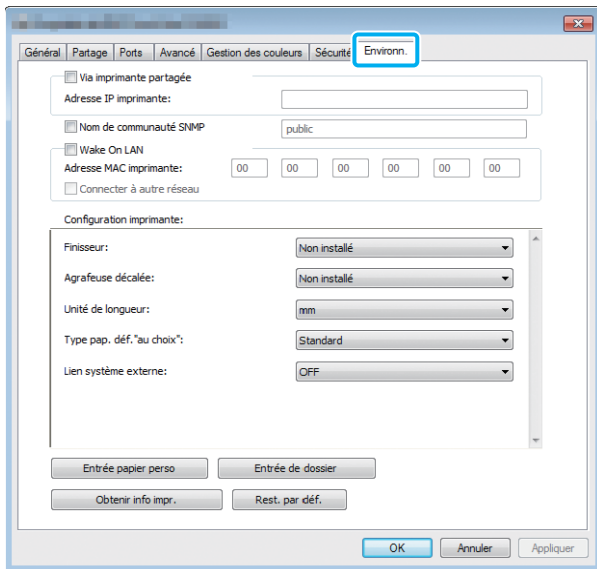 Général Partage Ports Avancé Gestion des couleurs Sécurité Environn.
Via imprimante partagée
Adresse IP imprimante:
Nom de communauté SNMP public
Wake On LAN
Adresse MAC imprimante: 00 00 00 00 00 00
Connecter à autre réseau
Configuration imprimante:
Finisseur: Non installé
Agrafeuse décalée: Non installé
Unité de longueur: mm
Type pap. déf."au choix": Standard
Lien système externe: OFF
Entrée papier perso Entrée de dossier
Obtenir info impr. Rest. par déf.
OK Annuler Appliquer